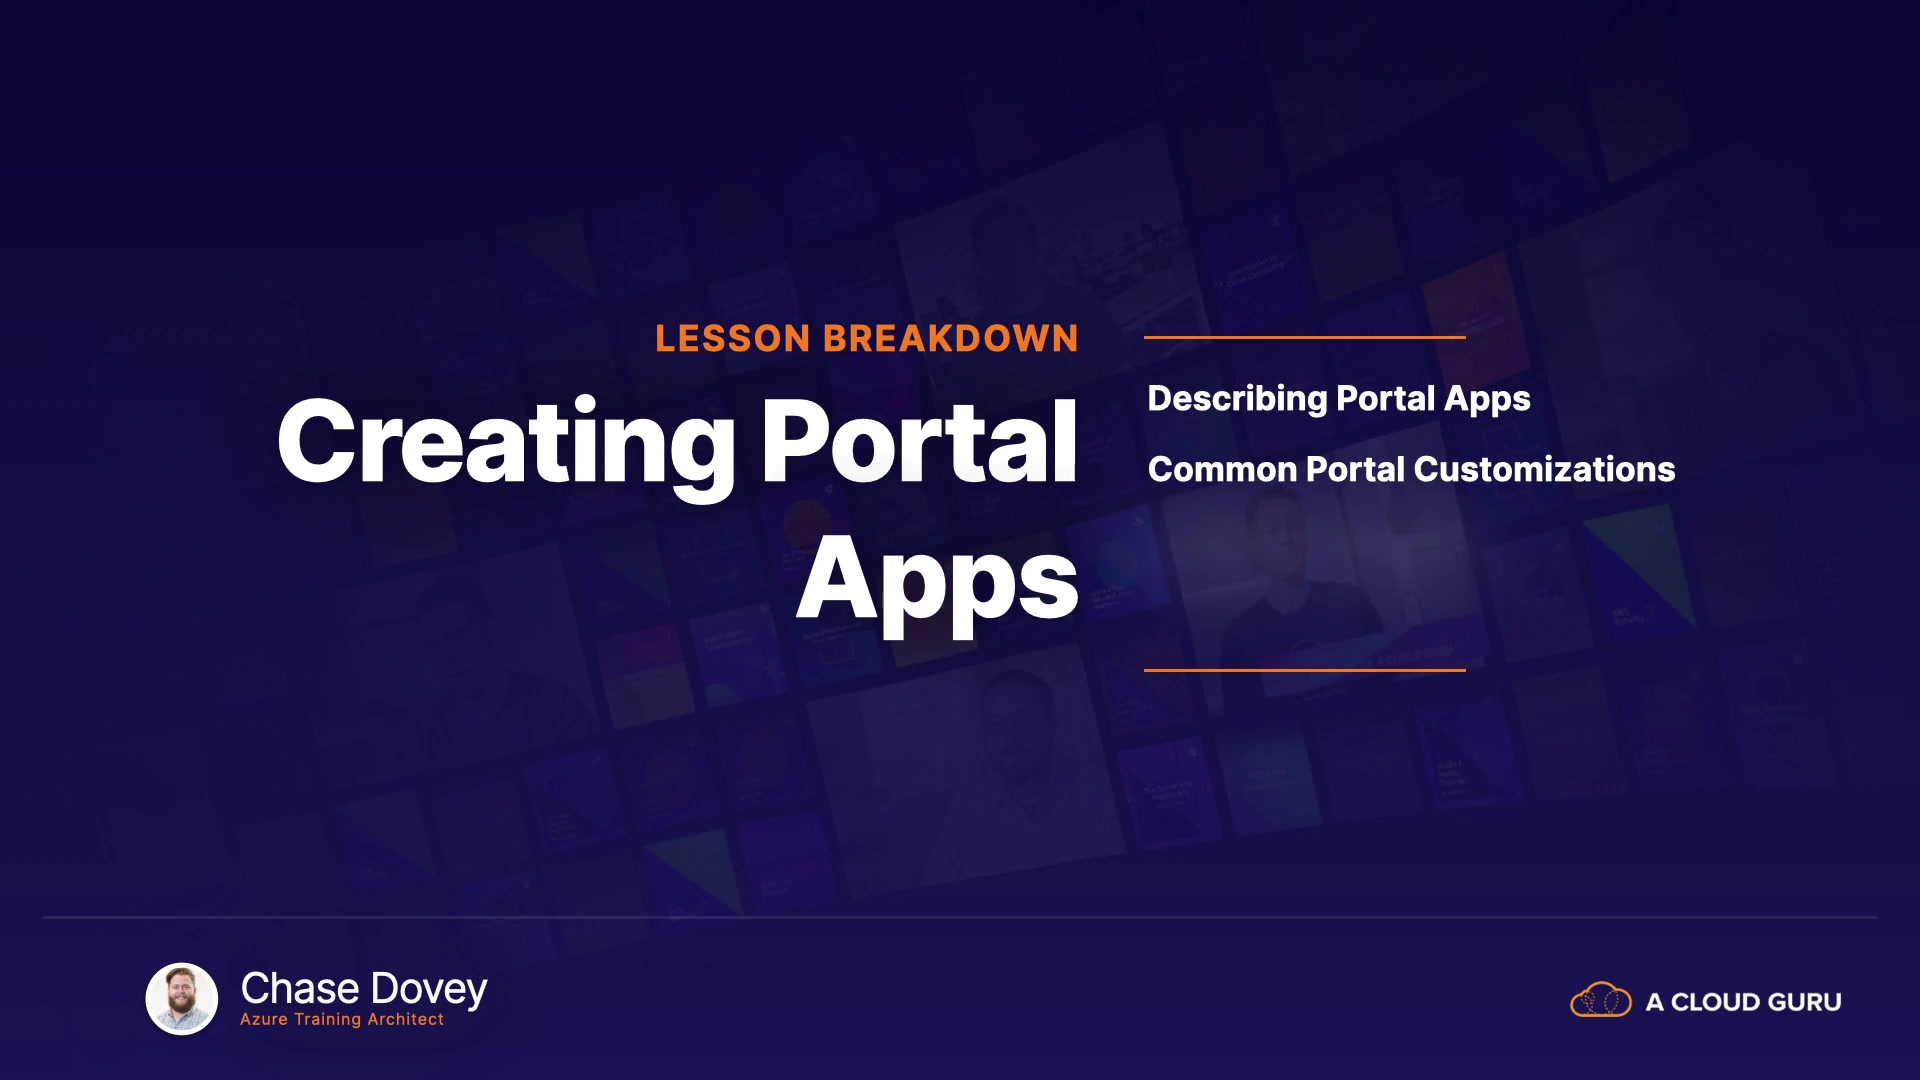 LESSON BREAKDOWN
Creating Portal
Apps
Describing Portal Apps
Common Portal Customizations
Chase Dovey
Azure Training Architect
A CLOUD GURU